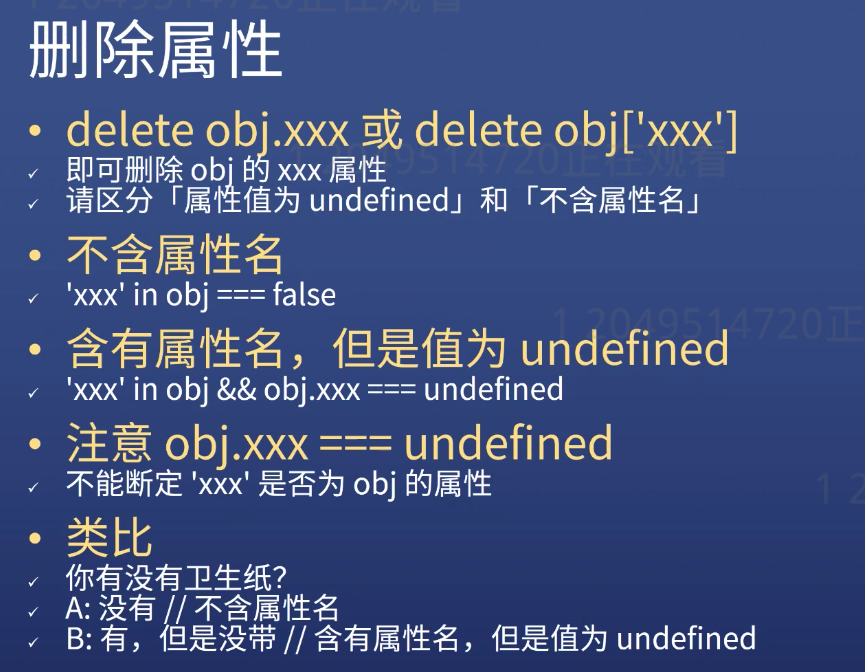 删除属性
• delete obj.xxx 或 delete obj['xxx']
✓ 即可删除 obj 的 xxx 属性
✓ 请区分「属性值为 undefined」和「不含属性名」
• 不含属性名
✓ 'xxx' in obj === false
• 含有属性名，但是值为 undefined
✓ 'xxx' in obj && obj.xxx === undefined
• 注意 obj.xxx === undefined
✓ 不能断定 'xxx' 是否为 obj 的属性
• 类比
✓ 你有没有卫生纸？
✓ A: 没有 // 不含属性名
✓ B: 有，但是没带 // 含有属性名，但是值为 undefined